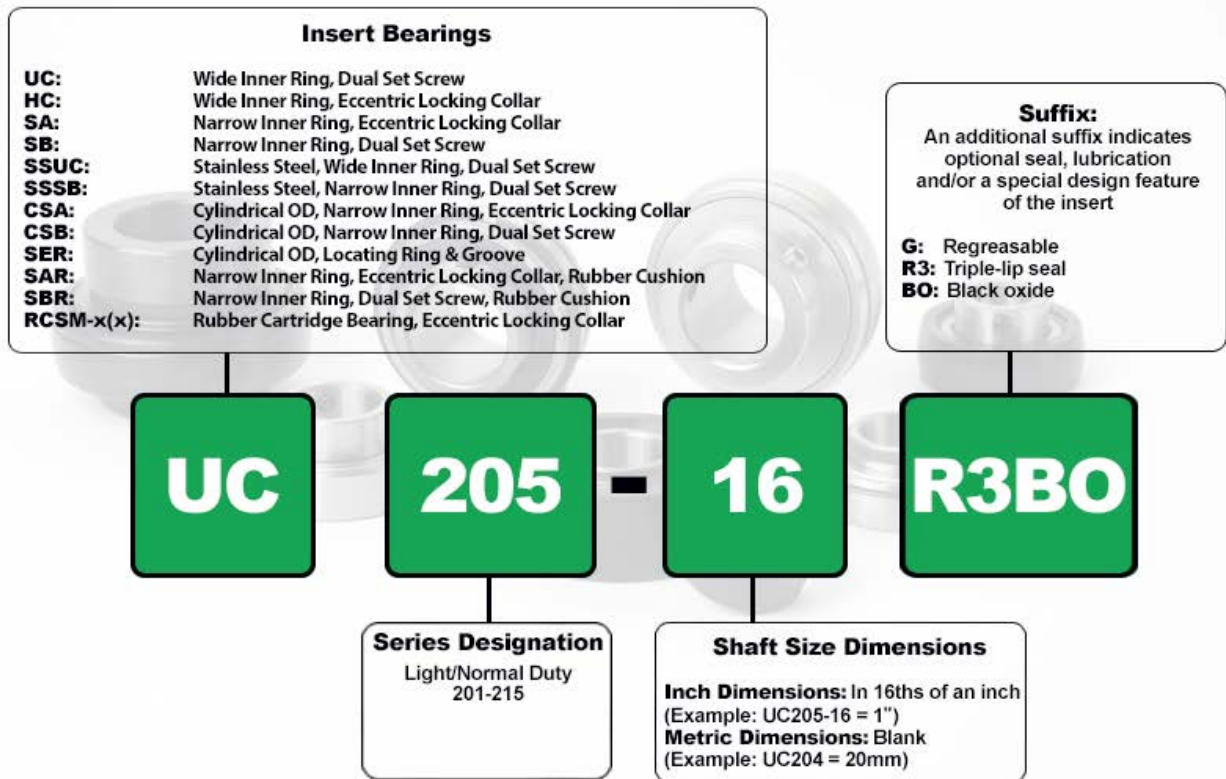 Insert Bearings
UC: Wide Inner Ring, Dual Set Screw
HC: Wide Inner Ring, Eccentric Locking Collar
SA: Narrow Inner Ring, Eccentric Locking Collar
SB: Narrow Inner Ring, Dual Set Screw
SSUC: Stainless Steel, Wide Inner Ring, Dual Set Screw
SSSB: Stainless Steel, Narrow Inner Ring, Dual Set Screw
CSA: Cylindrical OD, Narrow Inner Ring, Eccentric Locking Collar
CSB: Cylindrical OD, Narrow Inner Ring, Dual Set Screw
SER: Cylindrical OD, Locating Ring & Groove
SAR: Narrow Inner Ring, Eccentric Locking Collar, Rubber Cushion
SBR: Narrow Inner Ring, Dual Set Screw, Rubber Cushion
RCSM-x(x): Rubber Cartridge Bearing, Eccentric Locking Collar
Suffix:
An additional suffix indicates
optional seal, lubrication
and/or a special design feature
of the insert
G: Regreasable
R3: Triple-lip seal
BO: Black oxide
UC 205 - 16 R3BO
Series Designation
Light/Normal Duty
201-215
Shaft Size Dimensions
Inch Dimensions: In 16ths of an inch
(Example: UC205-16 = 1")
Metric Dimensions: Blank
(Example: UC204 = 20mm)